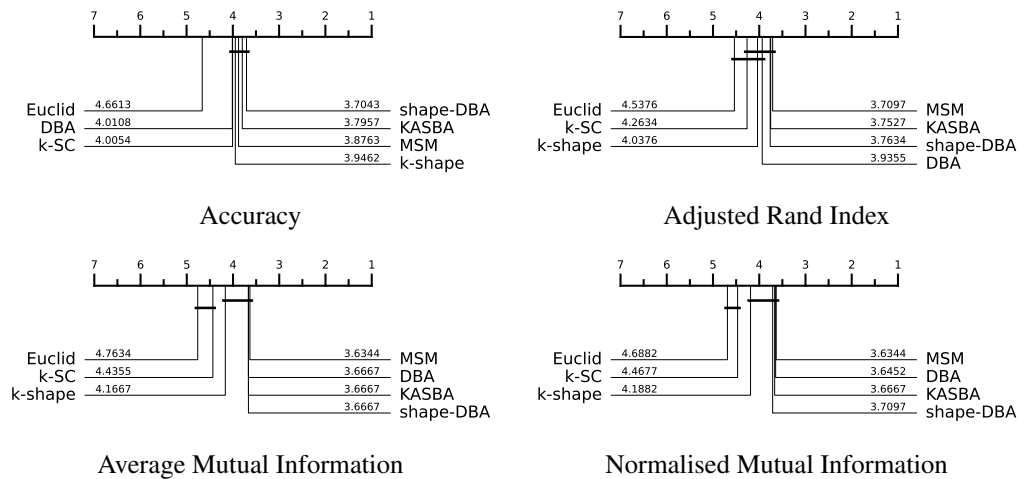 7 6 5 4 3 2 1
Euclid 4.6613 3.7043 shape-DBA
DBA 4.0108 3.7957 KASBA
k-SC 4.0054 3.8763 MSM
3.9462 k-shape
Accuracy
7 6 5 4 3 2 1
Euclid 4.5376 3.7097 MSM
k-SC 4.2634 3.7527 KASBA
k-shape 4.0376 3.7634 shape-DBA
3.9355 DBA
Adjusted Rand Index
7 6 5 4 3 2 1
Euclid 4.7634 3.6344 MSM
k-SC 4.4355 3.6667 DBA
k-shape 4.1667 3.6667 KASBA
3.6667 shape-DBA
Average Mutual Information
7 6 5 4 3 2 1
Euclid 4.6882 3.6344 MSM
k-SC 4.4677 3.6452 DBA
k-shape 4.1882 3.6667 KASBA
3.7097 shape-DBA
Normalised Mutual Information